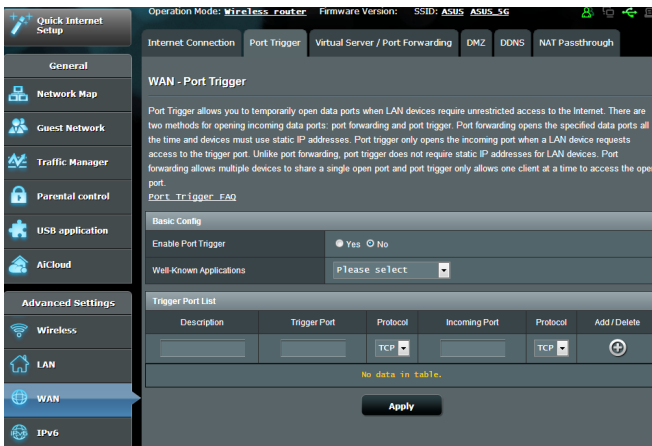 Quick Internet
Setup
Operation Mode: Wireless router Firmware Version: SSID: ASUS ASUS_5G
Internet Connection Port Trigger Virtual Server / Port Forwarding DMZ DDNS NAT Passthrough
General
Network Map
Guest Network
Traffic Manager
Parental control
USB application
AiCloud
Advanced Settings
Wireless
LAN
WAN
IPv6
WAN - Port Trigger
Port Trigger allows you to temporarily open data ports when LAN devices require unrestricted access to the Internet. There are
two methods for opening incoming data ports: port forwarding and port trigger. Port forwarding opens the specified data ports all
the time and devices must use static IP addresses. Port trigger only opens the incoming port when a LAN device requests
access to the trigger port. Unlike port forwarding, port trigger does not require static IP addresses for LAN devices. Port
forwarding allows multiple devices to share a single open port and port trigger only allows one client at a time to access the ope
port.
Port Trigger FAQ
Basic Config
Enable Port Trigger Yes No
Well-Known Applications Please select
Trigger Port List
Description Trigger Port Protocol Incoming Port Protocol Add / Delete
TCP TCP
No data in table.
Apply